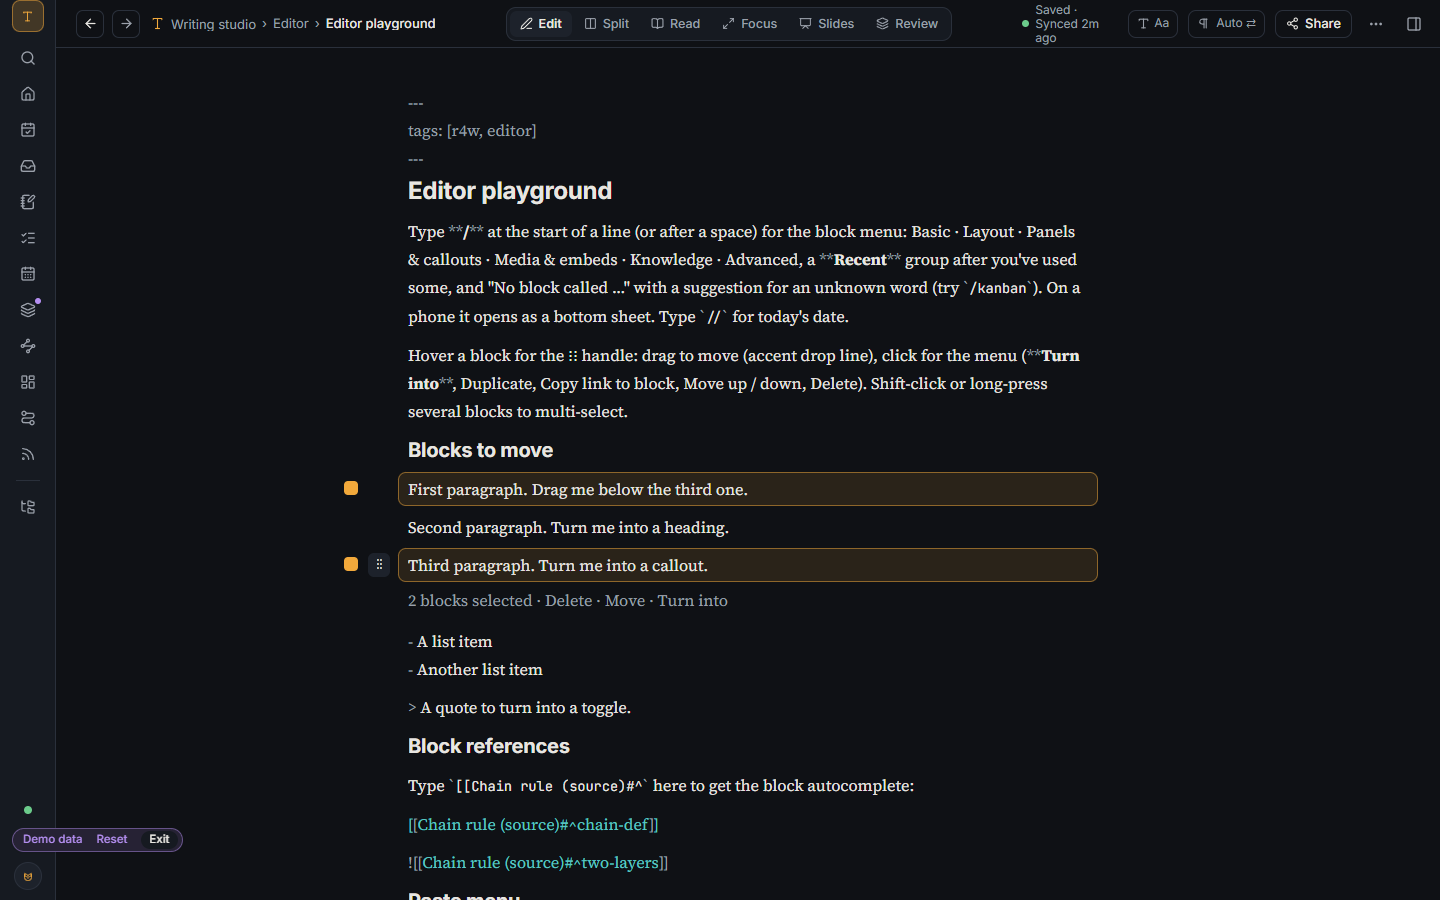 T
T Writing studio › Editor › Editor playground
Edit Split Read Focus Slides Review
Saved ·
Synced 2m
ago
T Aa
¶ Auto ⇄
Share
---
tags: [r4w, editor]
---
Editor playground
Type **/** at the start of a line (or after a space) for the block menu: Basic · Layout · Panels
& callouts · Media & embeds · Knowledge · Advanced, a **Recent** group after you've used
some, and "No block called ..." with a suggestion for an unknown word (try `/kanban`). On a
phone it opens as a bottom sheet. Type `//` for today's date.
Hover a block for the ⠿ handle: drag to move (accent drop line), click for the menu (**Turn
into**, Duplicate, Copy link to block, Move up / down, Delete). Shift-click or long-press
several blocks to multi-select.
Blocks to move
First paragraph. Drag me below the third one.
Second paragraph. Turn me into a heading.
Third paragraph. Turn me into a callout.
2 blocks selected · Delete · Move · Turn into
- A list item
- Another list item
> A quote to turn into a toggle.
Block references
Type `[[Chain rule (source)#^` here to get the block autocomplete:
[[Chain rule (source)#^chain-def]]
![[Chain rule (source)#^two-layers]]
Paste menu
Demo data Reset Exit